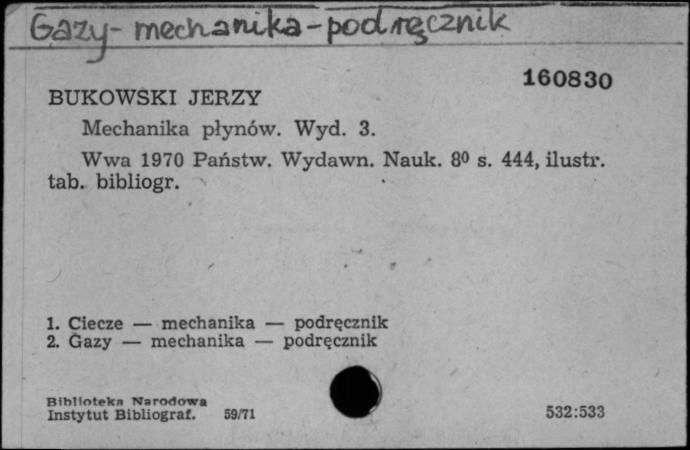 Gazy - mechanika - podręcznik
160830
BUKOWSKI JERZY
Mechanika płynów. Wyd. 3.
Wwa 1970 Państw. Wydawn. Nauk. 8⁰ s. 444, ilustr.
tab. bibliogr.
1. Ciecze — mechanika — podręcznik
2. Gazy — mechanika — podręcznik
Biblioteka Narodowa
Instytut Bibliograf. 59/71
532:533